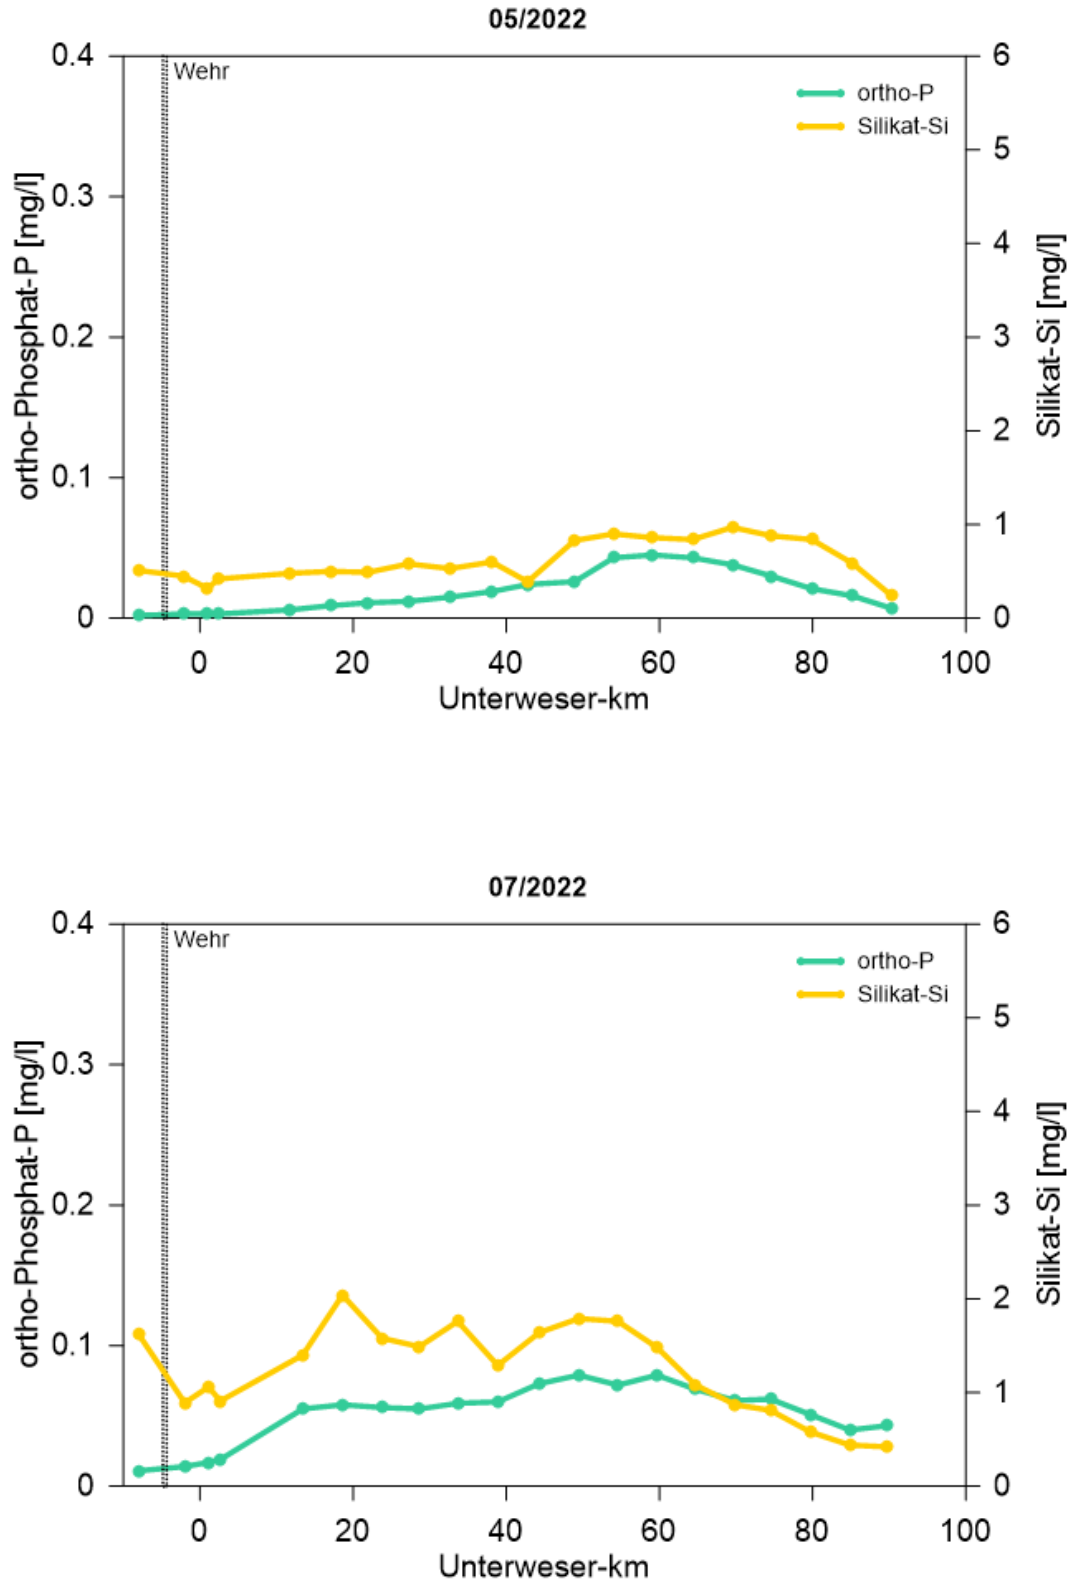 05/2022
0.4
0.3
0.2
0.1
0
ortho-Phosphat-P [mg/l]
Wehr
ortho-P
Silikat-Si
6
5
4
3
2
1
0
Silikat-Si [mg/l]
0 20 40 60 80 100
Unterweser-km
07/2022
0.4
0.3
0.2
0.1
0
ortho-Phosphat-P [mg/l]
Wehr
ortho-P
Silikat-Si
6
5
4
3
2
1
0
Silikat-Si [mg/l]
0 20 40 60 80 100
Unterweser-km